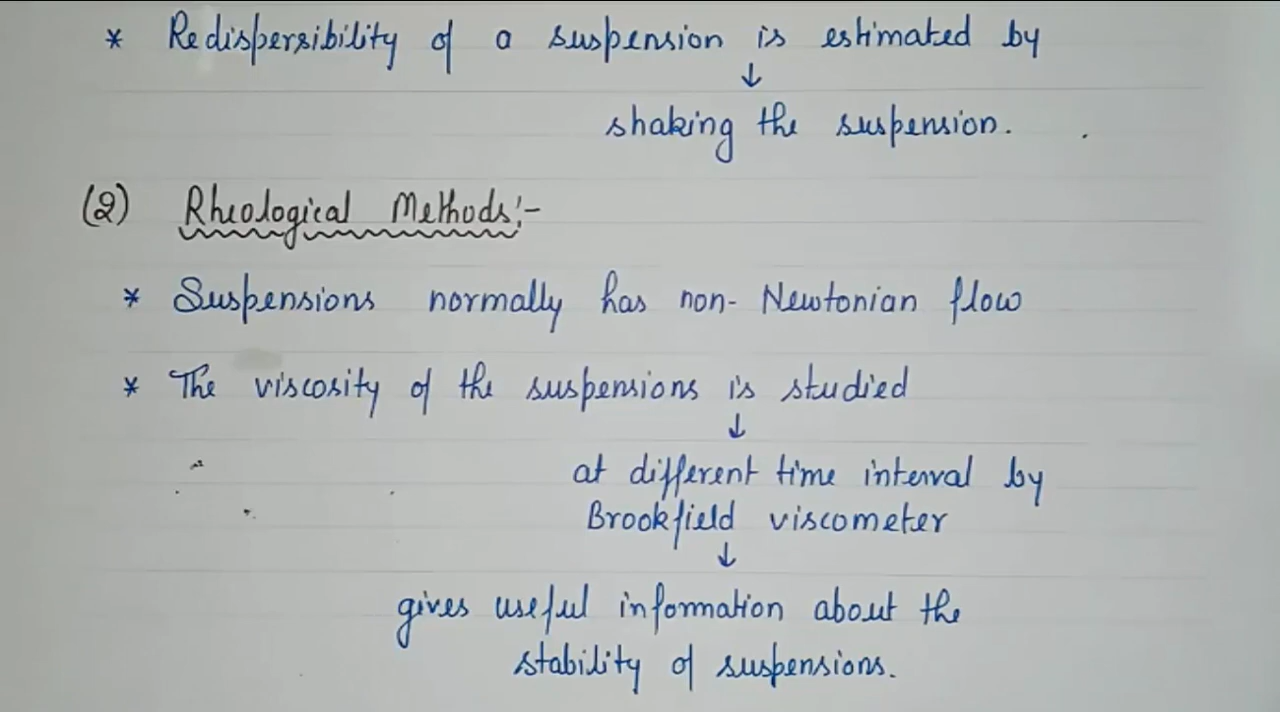 * Redispersibility of a suspension is estimated by
↓
shaking the suspension.
(2) Rheological Methods:-
* Suspensions normally has non-Newtonian flow
* The viscosity of the suspensions is studied
↓
at different time interval by
Brookfield viscometer
↓
gives useful information about the
stability of suspensions.